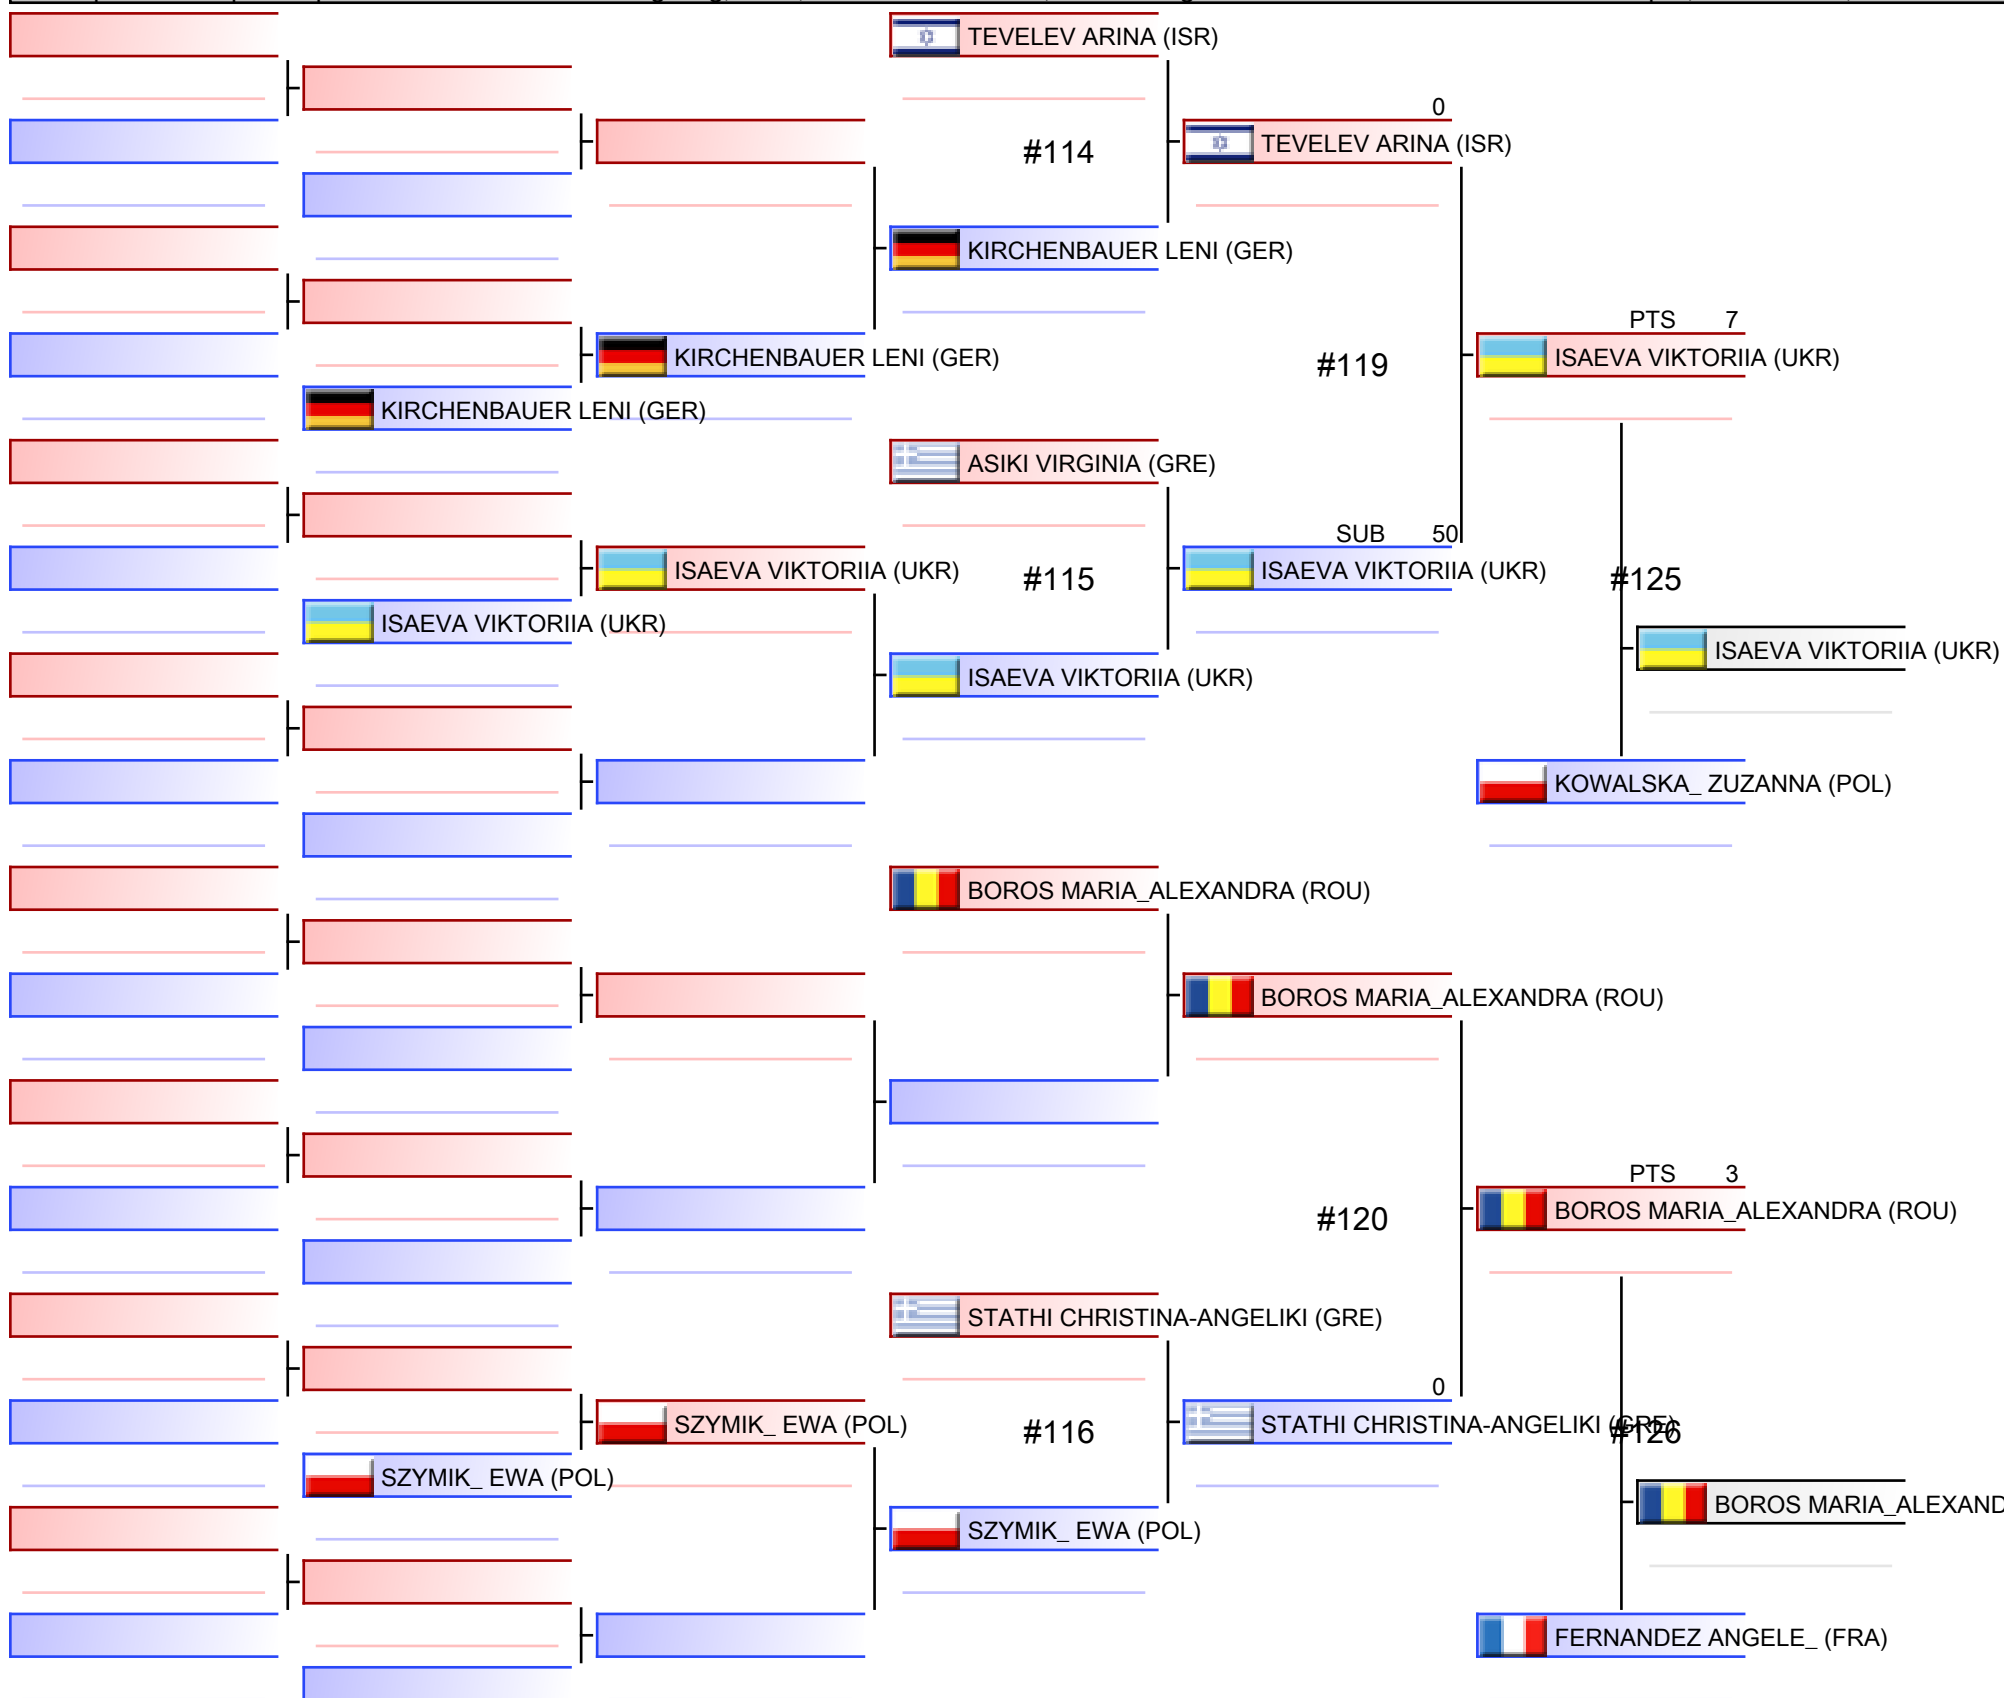 TEVELEV ARINA (ISR)
0
#114
TEVELEV ARINA (ISR)
KIRCHENBAUER LENI (GER)
PTS 7
KIRCHENBAUER LENI (GER)
#119
ISAEVA VIKTORIIA (UKR)
KIRCHENBAUER LENI (GER)
ASIKI VIRGINIA (GRE)
SUB 50
ISAEVA VIKTORIIA (UKR)
#115
ISAEVA VIKTORIIA (UKR)
#125
ISAEVA VIKTORIIA (UKR)
ISAEVA VIKTORIIA (UKR)
ISAEVA VIKTORIIA (UKR)
KOWALSKA_ ZUZANNA (POL)
BOROS MARIA_ALEXANDRA (ROU)
BOROS MARIA_ALEXANDRA (ROU)
PTS 3
#120
BOROS MARIA_ALEXANDRA (ROU)
STATHI CHRISTINA-ANGELIKI (GRE)
0
SZYMIK_ EWA (POL)
#116
STATHI CHRISTINA-ANGELIKI (GRE)
#126
SZYMIK_ EWA (POL)
BOROS MARIA_ALEXAND
SZYMIK_ EWA (POL)
FERNANDEZ ANGELE_ (FRA)